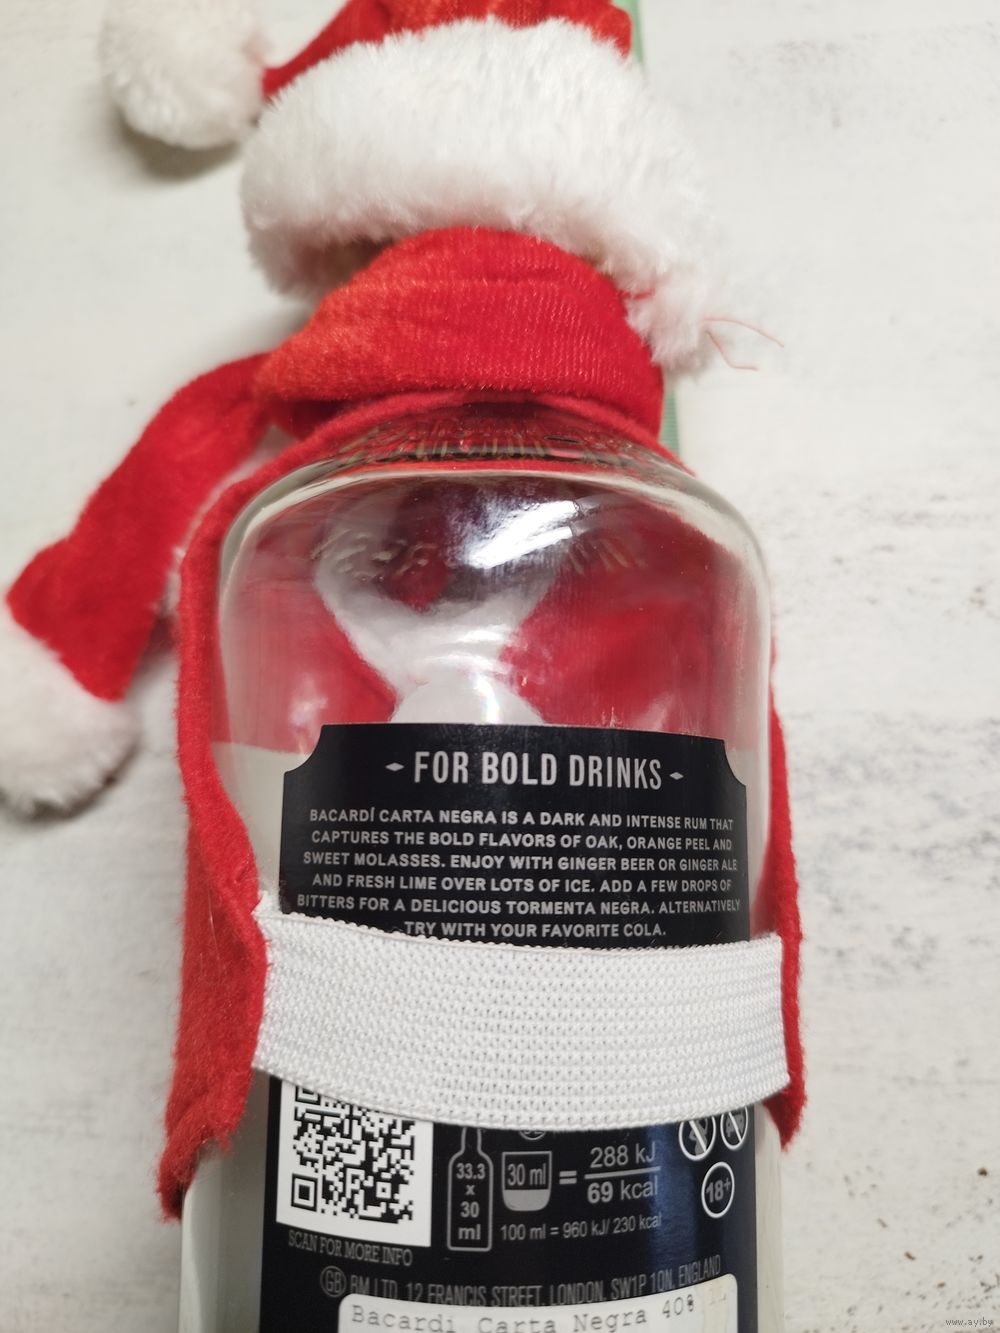 FOR BOLD DRINKS
BACARDÍ CARTA NEGRA IS A DARK AND INTENSE RUM THAT
CAPTURES THE BOLD FLAVORS OF OAK, ORANGE PEEL AND
SWEET MOLASSES. ENJOY WITH GINGER BEER OR GINGER ALE
AND FRESH LIME OVER LOTS OF ICE. ADD A FEW DROPS OF
BITTERS FOR A DELICIOUS TORMENTA NEGRA. ALTERNATIVELY
TRY WITH YOUR FAVORITE COLA.
33.3
x
30
ml
30 ml
=
288 kJ
69 kcal
100 ml = 960 kJ/ 230 kcal
18+
SCAN FOR MORE INFO
GB BM LTD, 12 FRANCIS STREET, LONDON, SW1P 1QN, ENGLAND
Bacardi Carta Negra 40%
www.ay.by